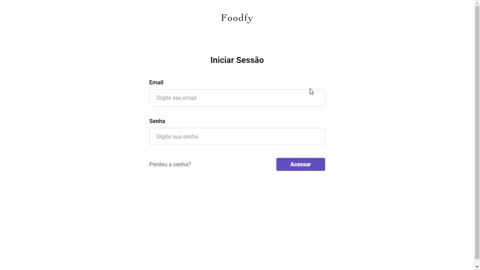 Foodfy
Iniciar Sessão
Email
Digite seu email
Senha
Digite sua senha
Perdeu a senha?
Acessar